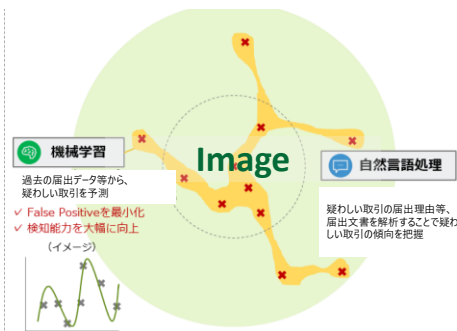 Image
機械学習
過去の届出データ等から、
疑わしい取引を予測
✓ False Positiveを最小化
✓ 検知能力を大幅に向上
(イメージ)
自然言語処理
疑わしい取引の届出理由等、
届出文書を解析することで疑わ
しい取引の傾向を把握